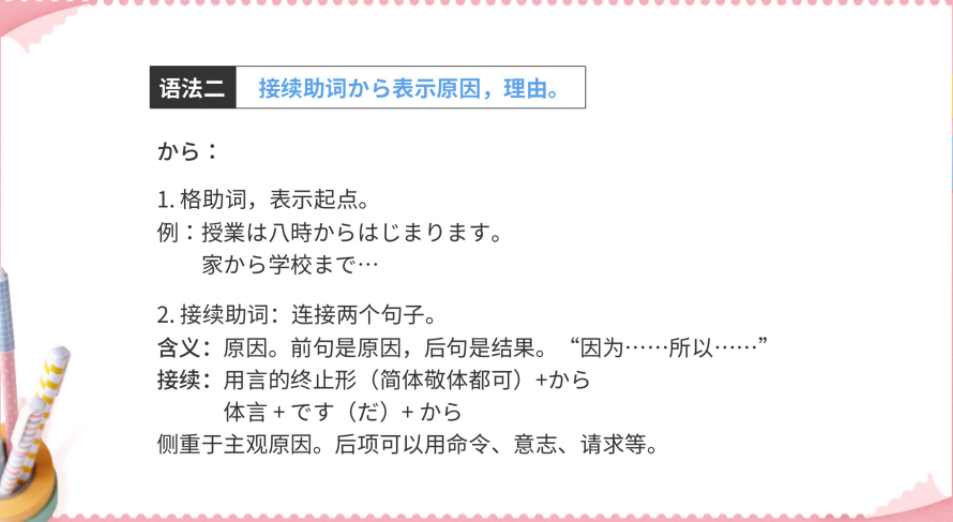 语法二 接续助词から表示原因，理由。
から：
1. 格助词，表示起点。
例：授業は八時からはじまります。
家から学校まで…
2. 接续助词：连接两个句子。
含义：原因。前句是原因，后句是结果。“因为……所以……”
接续：用言的终止形（简体敬体都可）+から
体言 + です（だ）+ から
侧重于主观原因。后项可以用命令、意志、请求等。